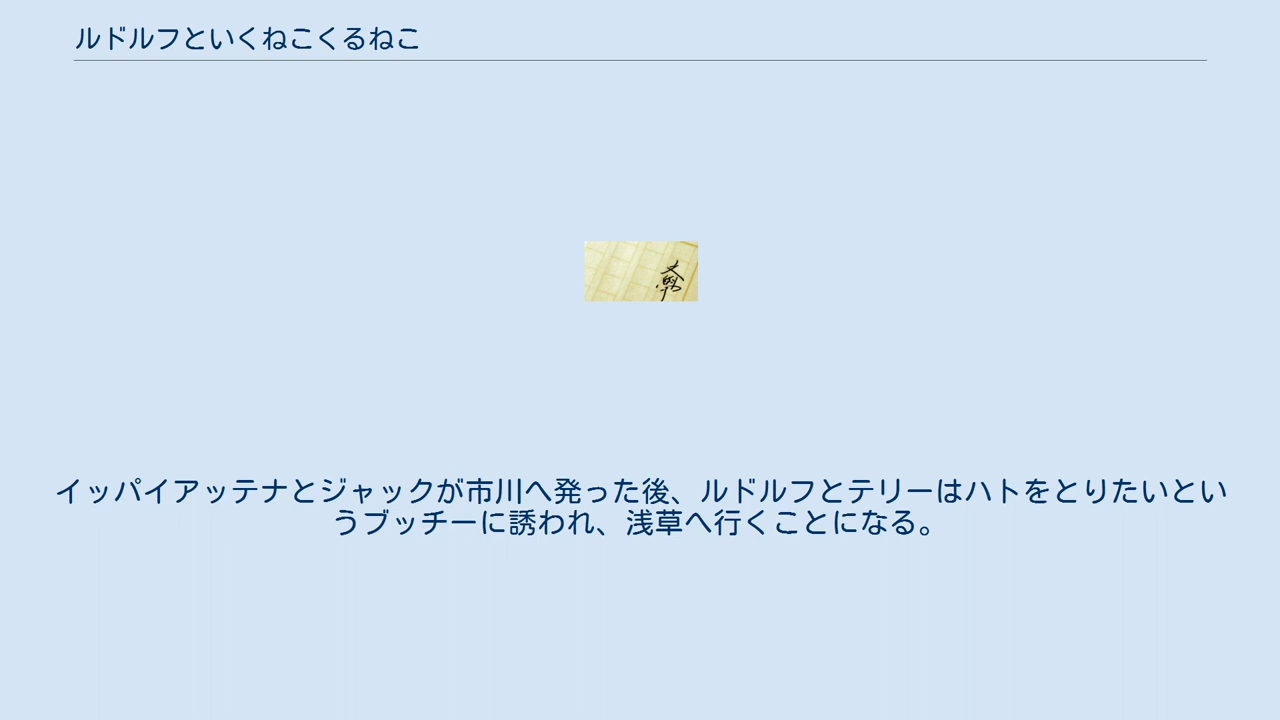 ルドルフといくねこくるねこ
イッパイアッテナとジャックが市川へ発った後、ルドルフとテリーはハトをとりたいとい
うブッチーに誘われ、浅草へ行くことになる。